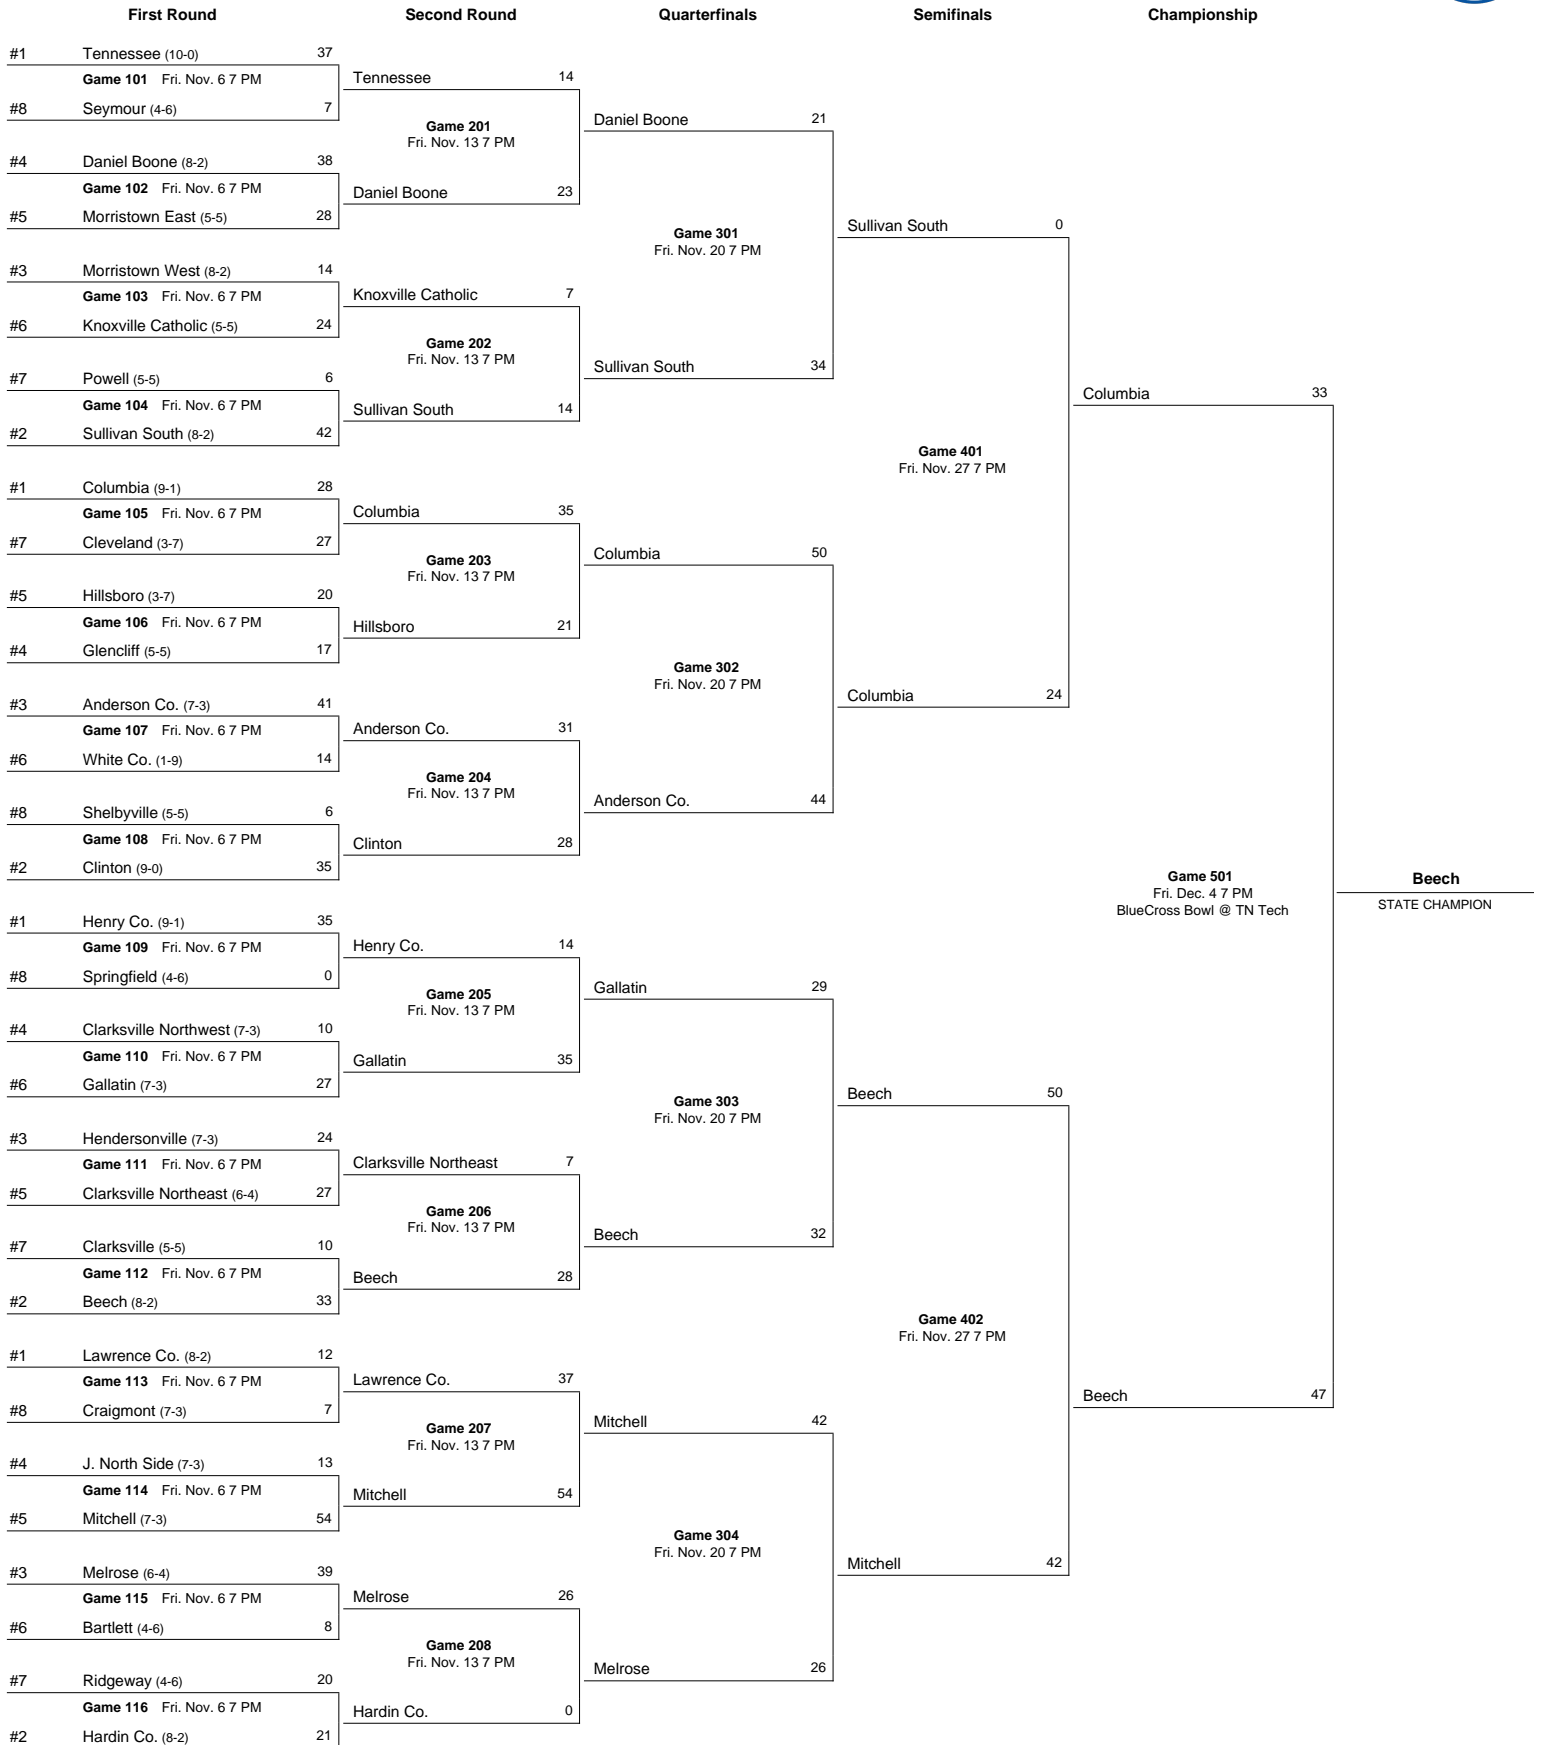 First Round Second Round Quarterfinals Semifinals Championship
#1 Tennessee (10-0) 37
Game 101 Fri. Nov. 6 7 PM
#8 Seymour (4-6) 7
#4 Daniel Boone (8-2) 38
Game 102 Fri. Nov. 6 7 PM
#5 Morristown East (5-5) 28
#3 Morristown West (8-2) 14
Game 103 Fri. Nov. 6 7 PM
#6 Knoxville Catholic (5-5) 24
#7 Powell (5-5) 6
Game 104 Fri. Nov. 6 7 PM
#2 Sullivan South (8-2) 42
#1 Columbia (9-1) 28
Game 105 Fri. Nov. 6 7 PM
#7 Cleveland (3-7) 27
#5 Hillsboro (3-7) 20
Game 106 Fri. Nov. 6 7 PM
#4 Glencliff (5-5) 17
#3 Anderson Co. (7-3) 41
Game 107 Fri. Nov. 6 7 PM
#6 White Co. (1-9) 14
#8 Shelbyville (5-5) 6
Game 108 Fri. Nov. 6 7 PM
#2 Clinton (9-0) 35
#1 Henry Co. (9-1) 35
Game 109 Fri. Nov. 6 7 PM
#8 Springfield (4-6) 0
#4 Clarksville Northwest (7-3) 10
Game 110 Fri. Nov. 6 7 PM
#6 Gallatin (7-3) 27
#3 Hendersonville (7-3) 24
Game 111 Fri. Nov. 6 7 PM
#5 Clarksville Northeast (6-4) 27
#7 Clarksville (5-5) 10
Game 112 Fri. Nov. 6 7 PM
#2 Beech (8-2) 33
#1 Lawrence Co. (8-2) 12
Game 113 Fri. Nov. 6 7 PM
#8 Craigmont (7-3) 7
#4 J. North Side (7-3) 13
Game 114 Fri. Nov. 6 7 PM
#5 Mitchell (7-3) 54
#3 Melrose (6-4) 39
Game 115 Fri. Nov. 6 7 PM
#6 Bartlett (4-6) 8
#7 Ridgeway (4-6) 20
Game 116 Fri. Nov. 6 7 PM
#2 Hardin Co. (8-2) 21
Tennessee 14
Game 201
Fri. Nov. 13 7 PM
Daniel Boone 23
Knoxville Catholic 7
Game 202
Fri. Nov. 13 7 PM
Sullivan South 14
Columbia 35
Game 203
Fri. Nov. 13 7 PM
Hillsboro 21
Anderson Co. 31
Game 204
Fri. Nov. 13 7 PM
Clinton 28
Henry Co. 14
Game 205
Fri. Nov. 13 7 PM
Gallatin 35
Clarksville Northeast 7
Game 206
Fri. Nov. 13 7 PM
Beech 28
Lawrence Co. 37
Game 207
Fri. Nov. 13 7 PM
Mitchell 54
Melrose 26
Game 208
Fri. Nov. 13 7 PM
Hardin Co. 0
Daniel Boone 21
Game 301
Fri. Nov. 20 7 PM
Sullivan South 34
Columbia 50
Game 302
Fri. Nov. 20 7 PM
Anderson Co. 44
Gallatin 29
Game 303
Fri. Nov. 20 7 PM
Beech 32
Mitchell 42
Game 304
Fri. Nov. 20 7 PM
Melrose 26
Sullivan South 0
Game 401
Fri. Nov. 27 7 PM
Columbia 24
Beech 50
Game 402
Fri. Nov. 27 7 PM
Mitchell 42
Columbia 33
Game 501
Fri. Dec. 4 7 PM
BlueCross Bowl @ TN Tech
Beech 47
Beech
STATE CHAMPION